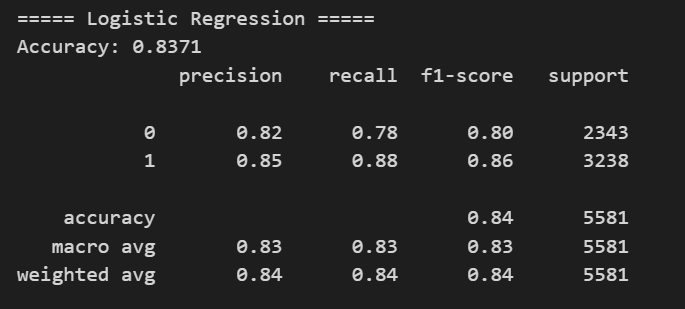 ===== Logistic Regression =====
Accuracy: 0.8371
              precision    recall  f1-score   support

           0       0.82      0.78      0.80      2343
           1       0.85      0.88      0.86      3238

    accuracy                           0.84      5581
   macro avg       0.83      0.83      0.83      5581
weighted avg       0.84      0.84      0.84      5581